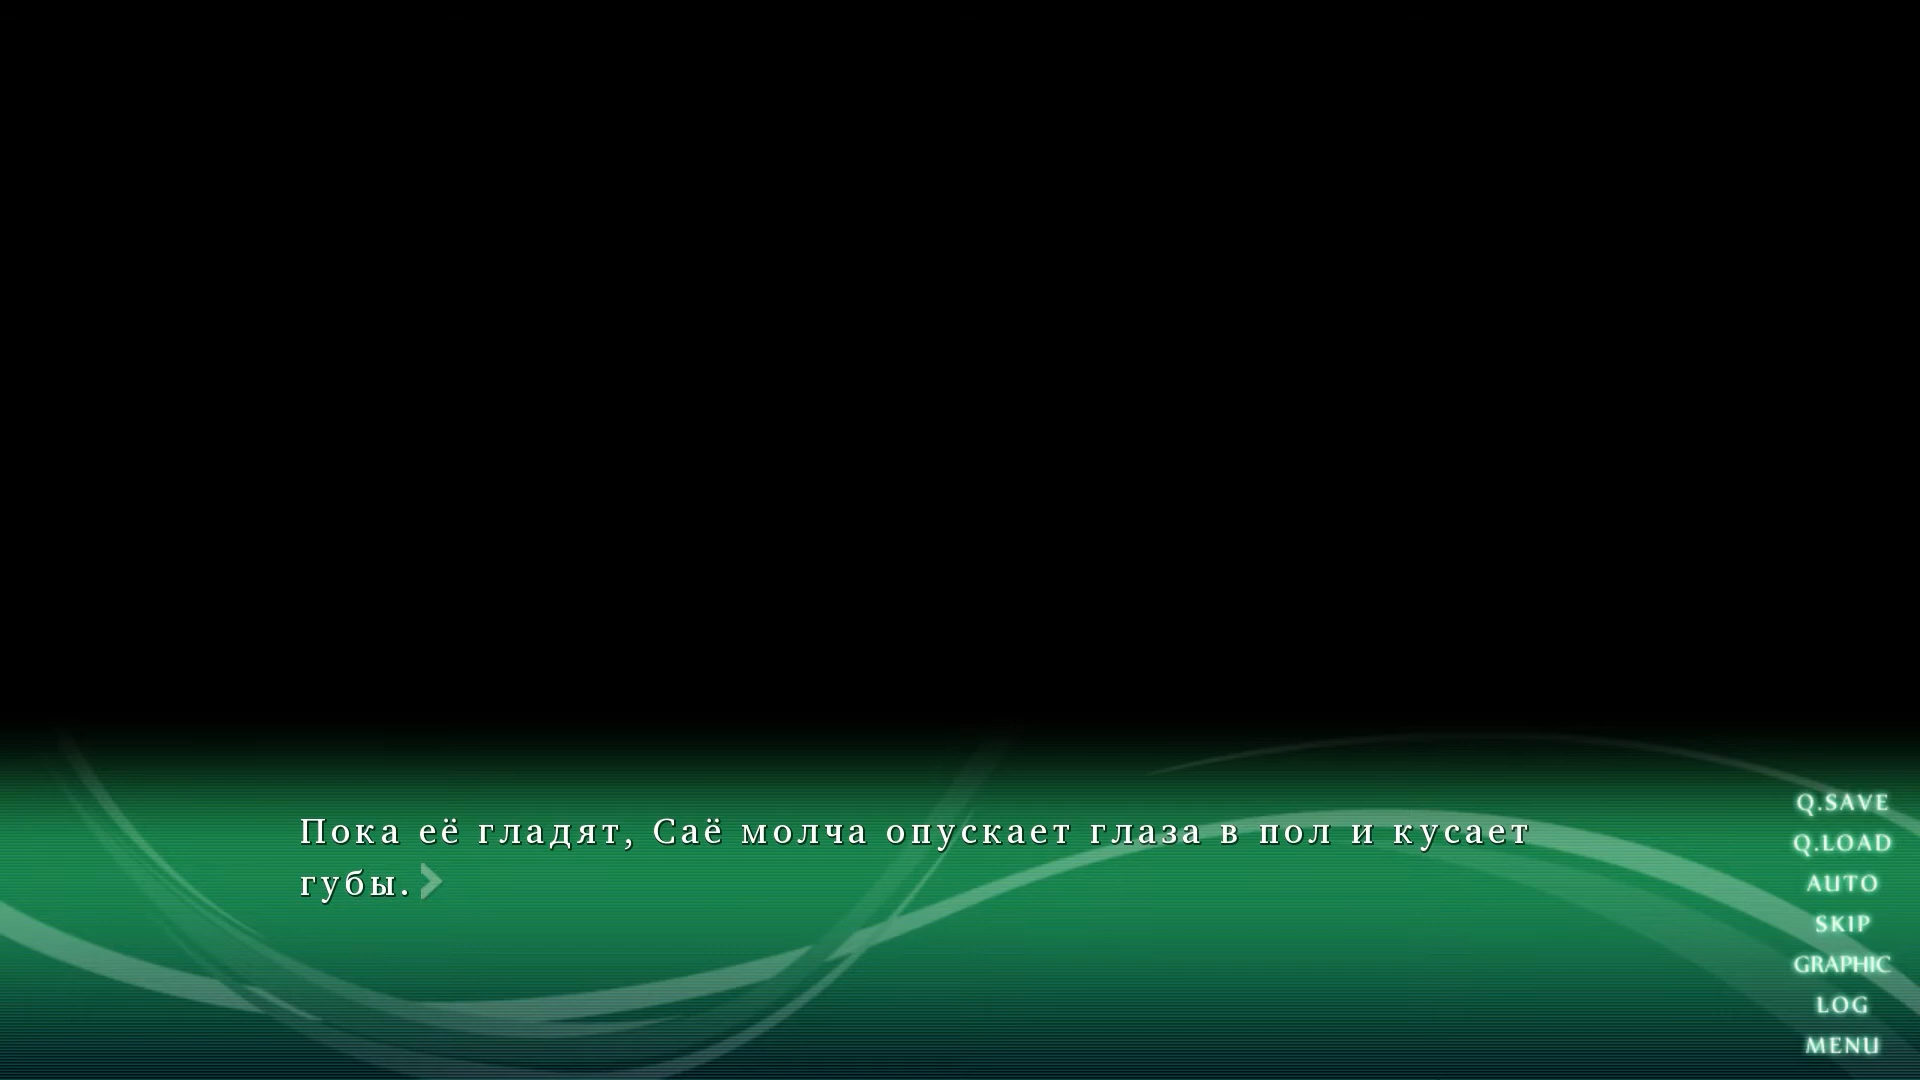 Пока её гладят, Саё молча опускает глаза в пол и кусает
губы.
Q.SAVE
Q.LOAD
AUTO
SKIP
GRAPHIC
LOG
MENU